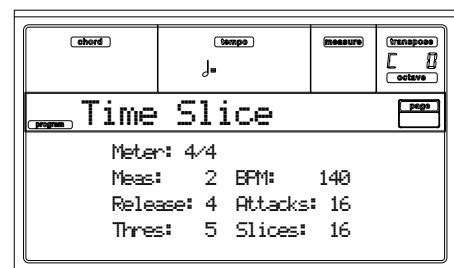 chord tempo measure transpose
♩= C 0
octave
program Time Slice page
Meter: 4/4
Meas: 2 BPM: 140
Release: 4 Attacks: 16
Thres: 5 Slices: 16